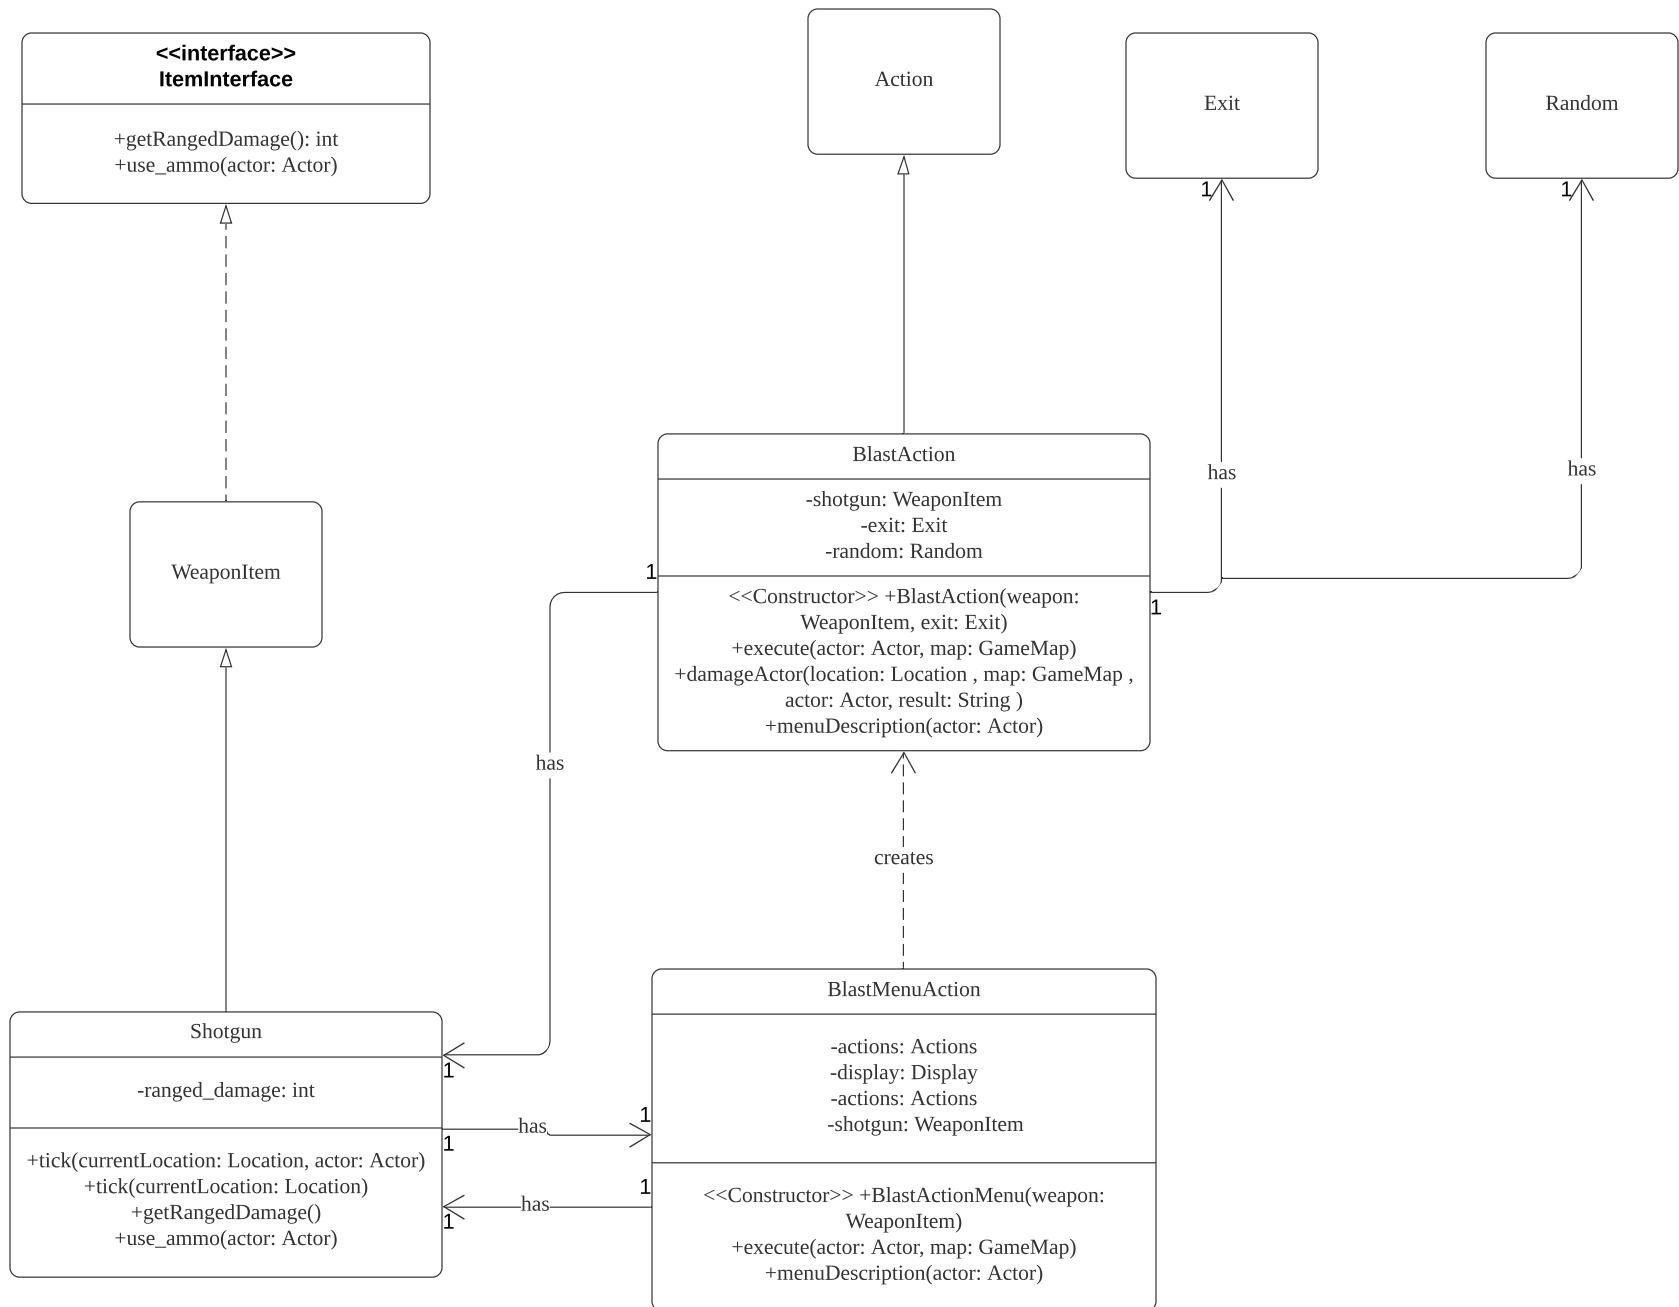 <<interface>>
ItemInterface
+getRangedDamage(): int
+use_ammo(actor: Actor)
Action
Exit
Random
1
1
has
has
WeaponItem
BlastAction
-shotgun: WeaponItem
-exit: Exit
-random: Random
<<Constructor>> +BlastAction(weapon:
WeaponItem, exit: Exit)
+execute(actor: Actor, map: GameMap)
+damageActor(location: Location , map: GameMap ,
actor: Actor, result: String )
+menuDescription(actor: Actor)
1
1
has
creates
Shotgun
-ranged_damage: int
+tick(currentLocation: Location, actor: Actor)
+tick(currentLocation: Location)
+getRangedDamage()
+use_ammo(actor: Actor)
1
1
has
1
1
has
1
BlastMenuAction
-actions: Actions
-display: Display
-actions: Actions
-shotgun: WeaponItem
<<Constructor>> +BlastActionMenu(weapon:
WeaponItem)
+execute(actor: Actor, map: GameMap)
+menuDescription(actor: Actor)